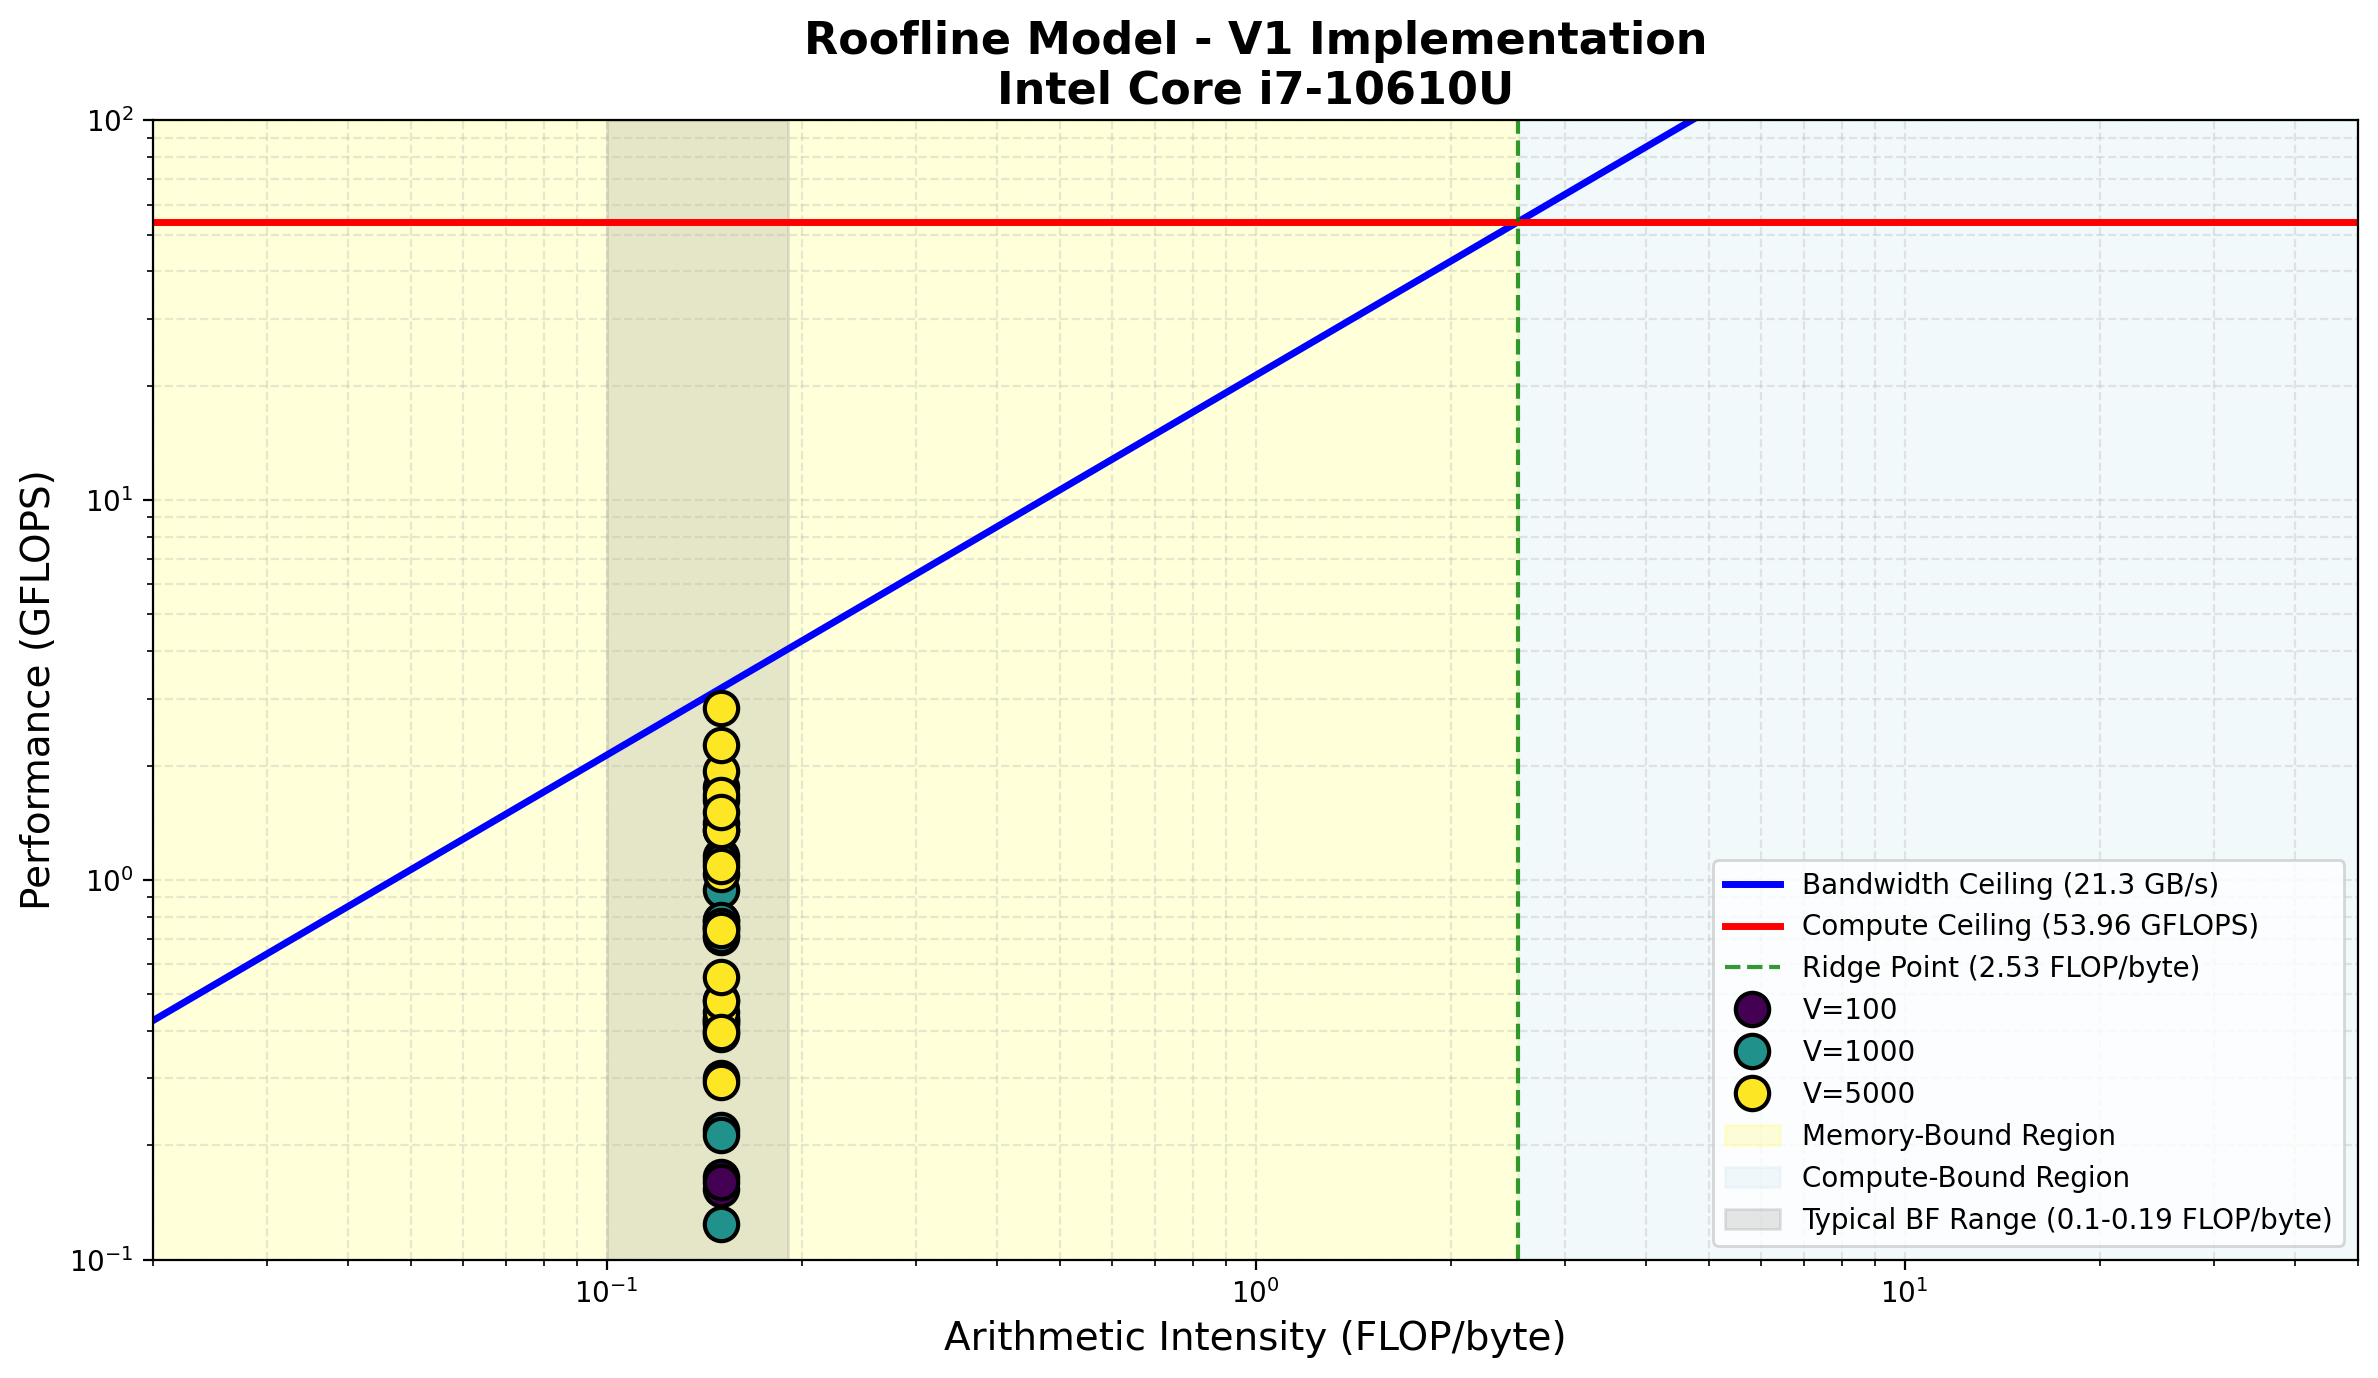 Roofline Model - V1 Implementation
Intel Core i7-10610U
Performance (GFLOPS)
10²
10¹
10⁰
10⁻¹
10⁻¹
10⁰
10¹
Arithmetic Intensity (FLOP/byte)
Bandwidth Ceiling (21.3 GB/s)
Compute Ceiling (53.96 GFLOPS)
Ridge Point (2.53 FLOP/byte)
V=100
V=1000
V=5000
Memory-Bound Region
Compute-Bound Region
Typical BF Range (0.1-0.19 FLOP/byte)